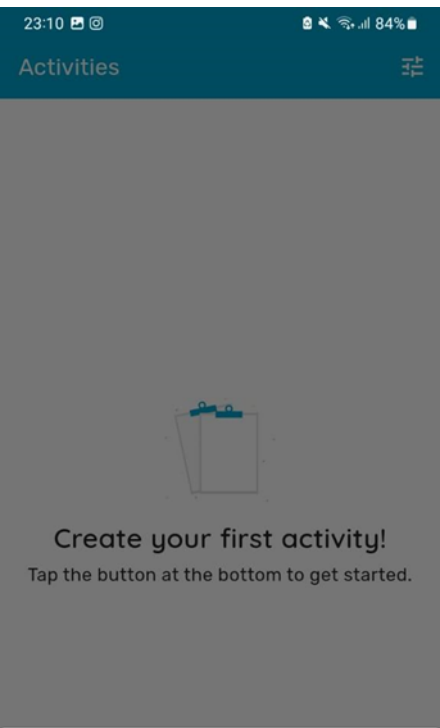 23:10 84%
Activities
Create your first activity!
Tap the button at the bottom to get started.